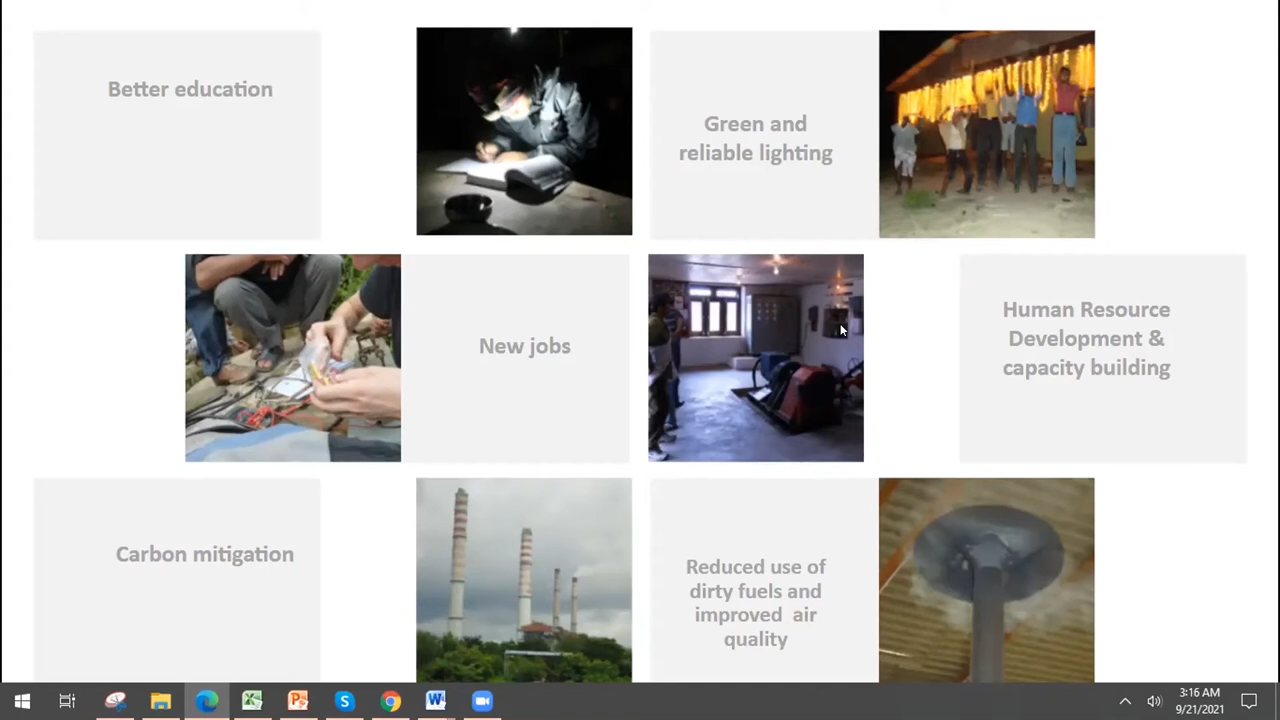 Better education
Green and
reliable lighting
New jobs
Human Resource
Development &
capacity building
Carbon mitigation
Reduced use of
dirty fuels and
improved air
quality
3:16 AM
9/21/2021